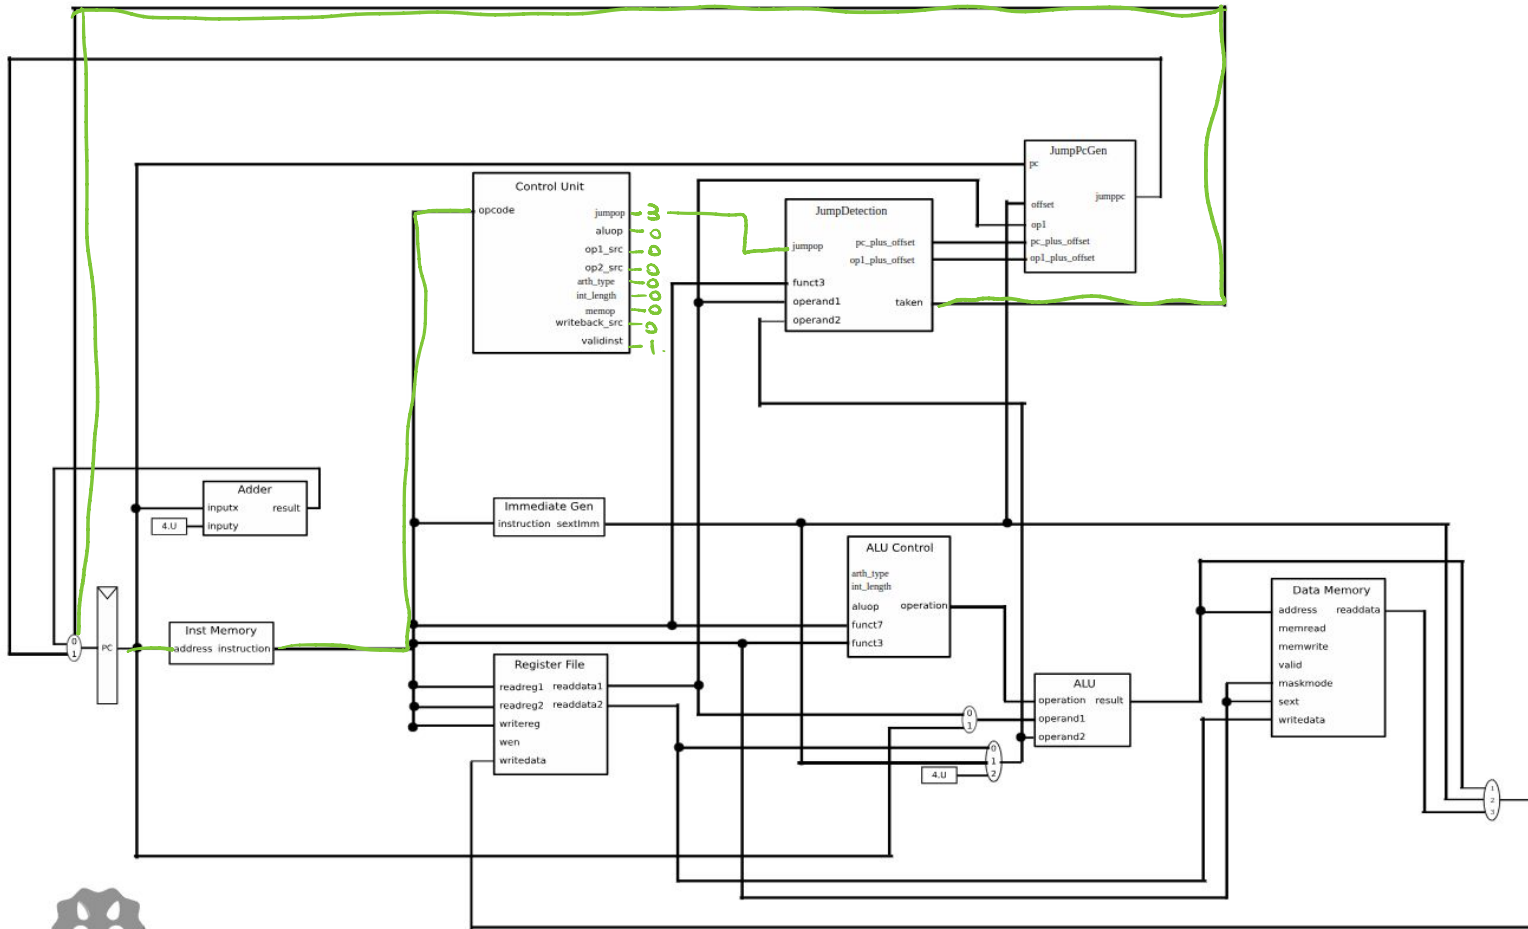 JumpPcGen
pc
offset
op1
pc_plus_offset
op1_plus_offset
jumppc
Control Unit
opcode
jumpop 3
aluop 0
op1_src 0
op2_src 0
arth_type 0
int_length 0
memop 0
writeback_src 0
validinst 1.
JumpDetection
jumpop
funct3
operand1
operand2
pc_plus_offset
op1_plus_offset
taken
Adder
inputx result
4.U inputy
Immediate Gen
instruction sextImm
ALU Control
arth_type
int_length
aluop operation
funct7
funct3
0
1
PC
Inst Memory
address instruction
Register File
readreg1 readdata1
readreg2 readdata2
writereg
wen
writedata
0
1
0
1
2
4.U
ALU
operation result
operand1
operand2
Data Memory
address readdata
memread
memwrite
valid
maskmode
sext
writedata
1
2
3